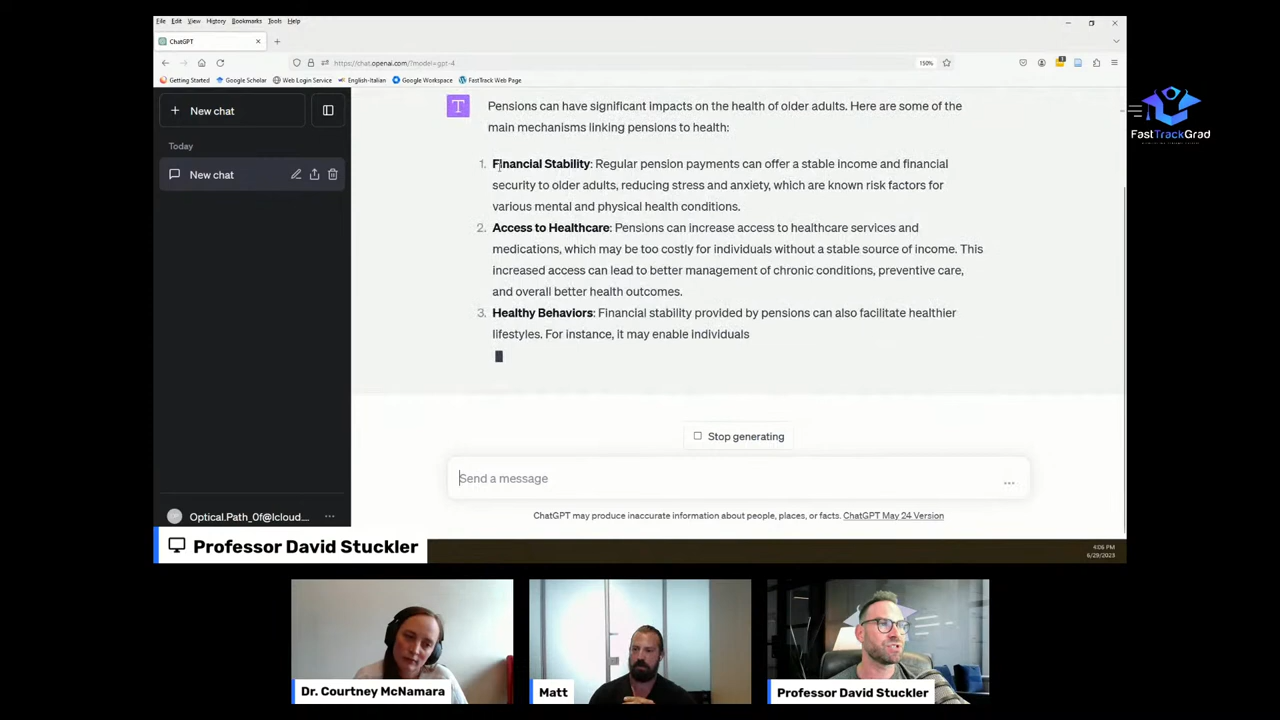 File Edit View History Bookmarks Tools Help
ChatGPT
https://chat.openai.com/?model=gpt-4
150%
Getting Started Google Scholar Web Login Service English-Italian Google Workspace FastTrack Web Page
New chat
Today
New chat
T
Pensions can have significant impacts on the health of older adults. Here are some of the
main mechanisms linking pensions to health:
1. Financial Stability: Regular pension payments can offer a stable income and financial
security to older adults, reducing stress and anxiety, which are known risk factors for
various mental and physical health conditions.
2. Access to Healthcare: Pensions can increase access to healthcare services and
medications, which may be too costly for individuals without a stable source of income. This
increased access can lead to better management of chronic conditions, preventive care,
and overall better health outcomes.
3. Healthy Behaviors: Financial stability provided by pensions can also facilitate healthier
lifestyles. For instance, it may enable individuals
Stop generating
Send a message
ChatGPT may produce inaccurate information about people, places, or facts. ChatGPT May 24 Version
Optical.Path_0f@Icloud....
FastTrackGrad
4:06 PM
6/29/2023
Professor David Stuckler
Dr. Courtney McNamara
Matt
Professor David Stuckler